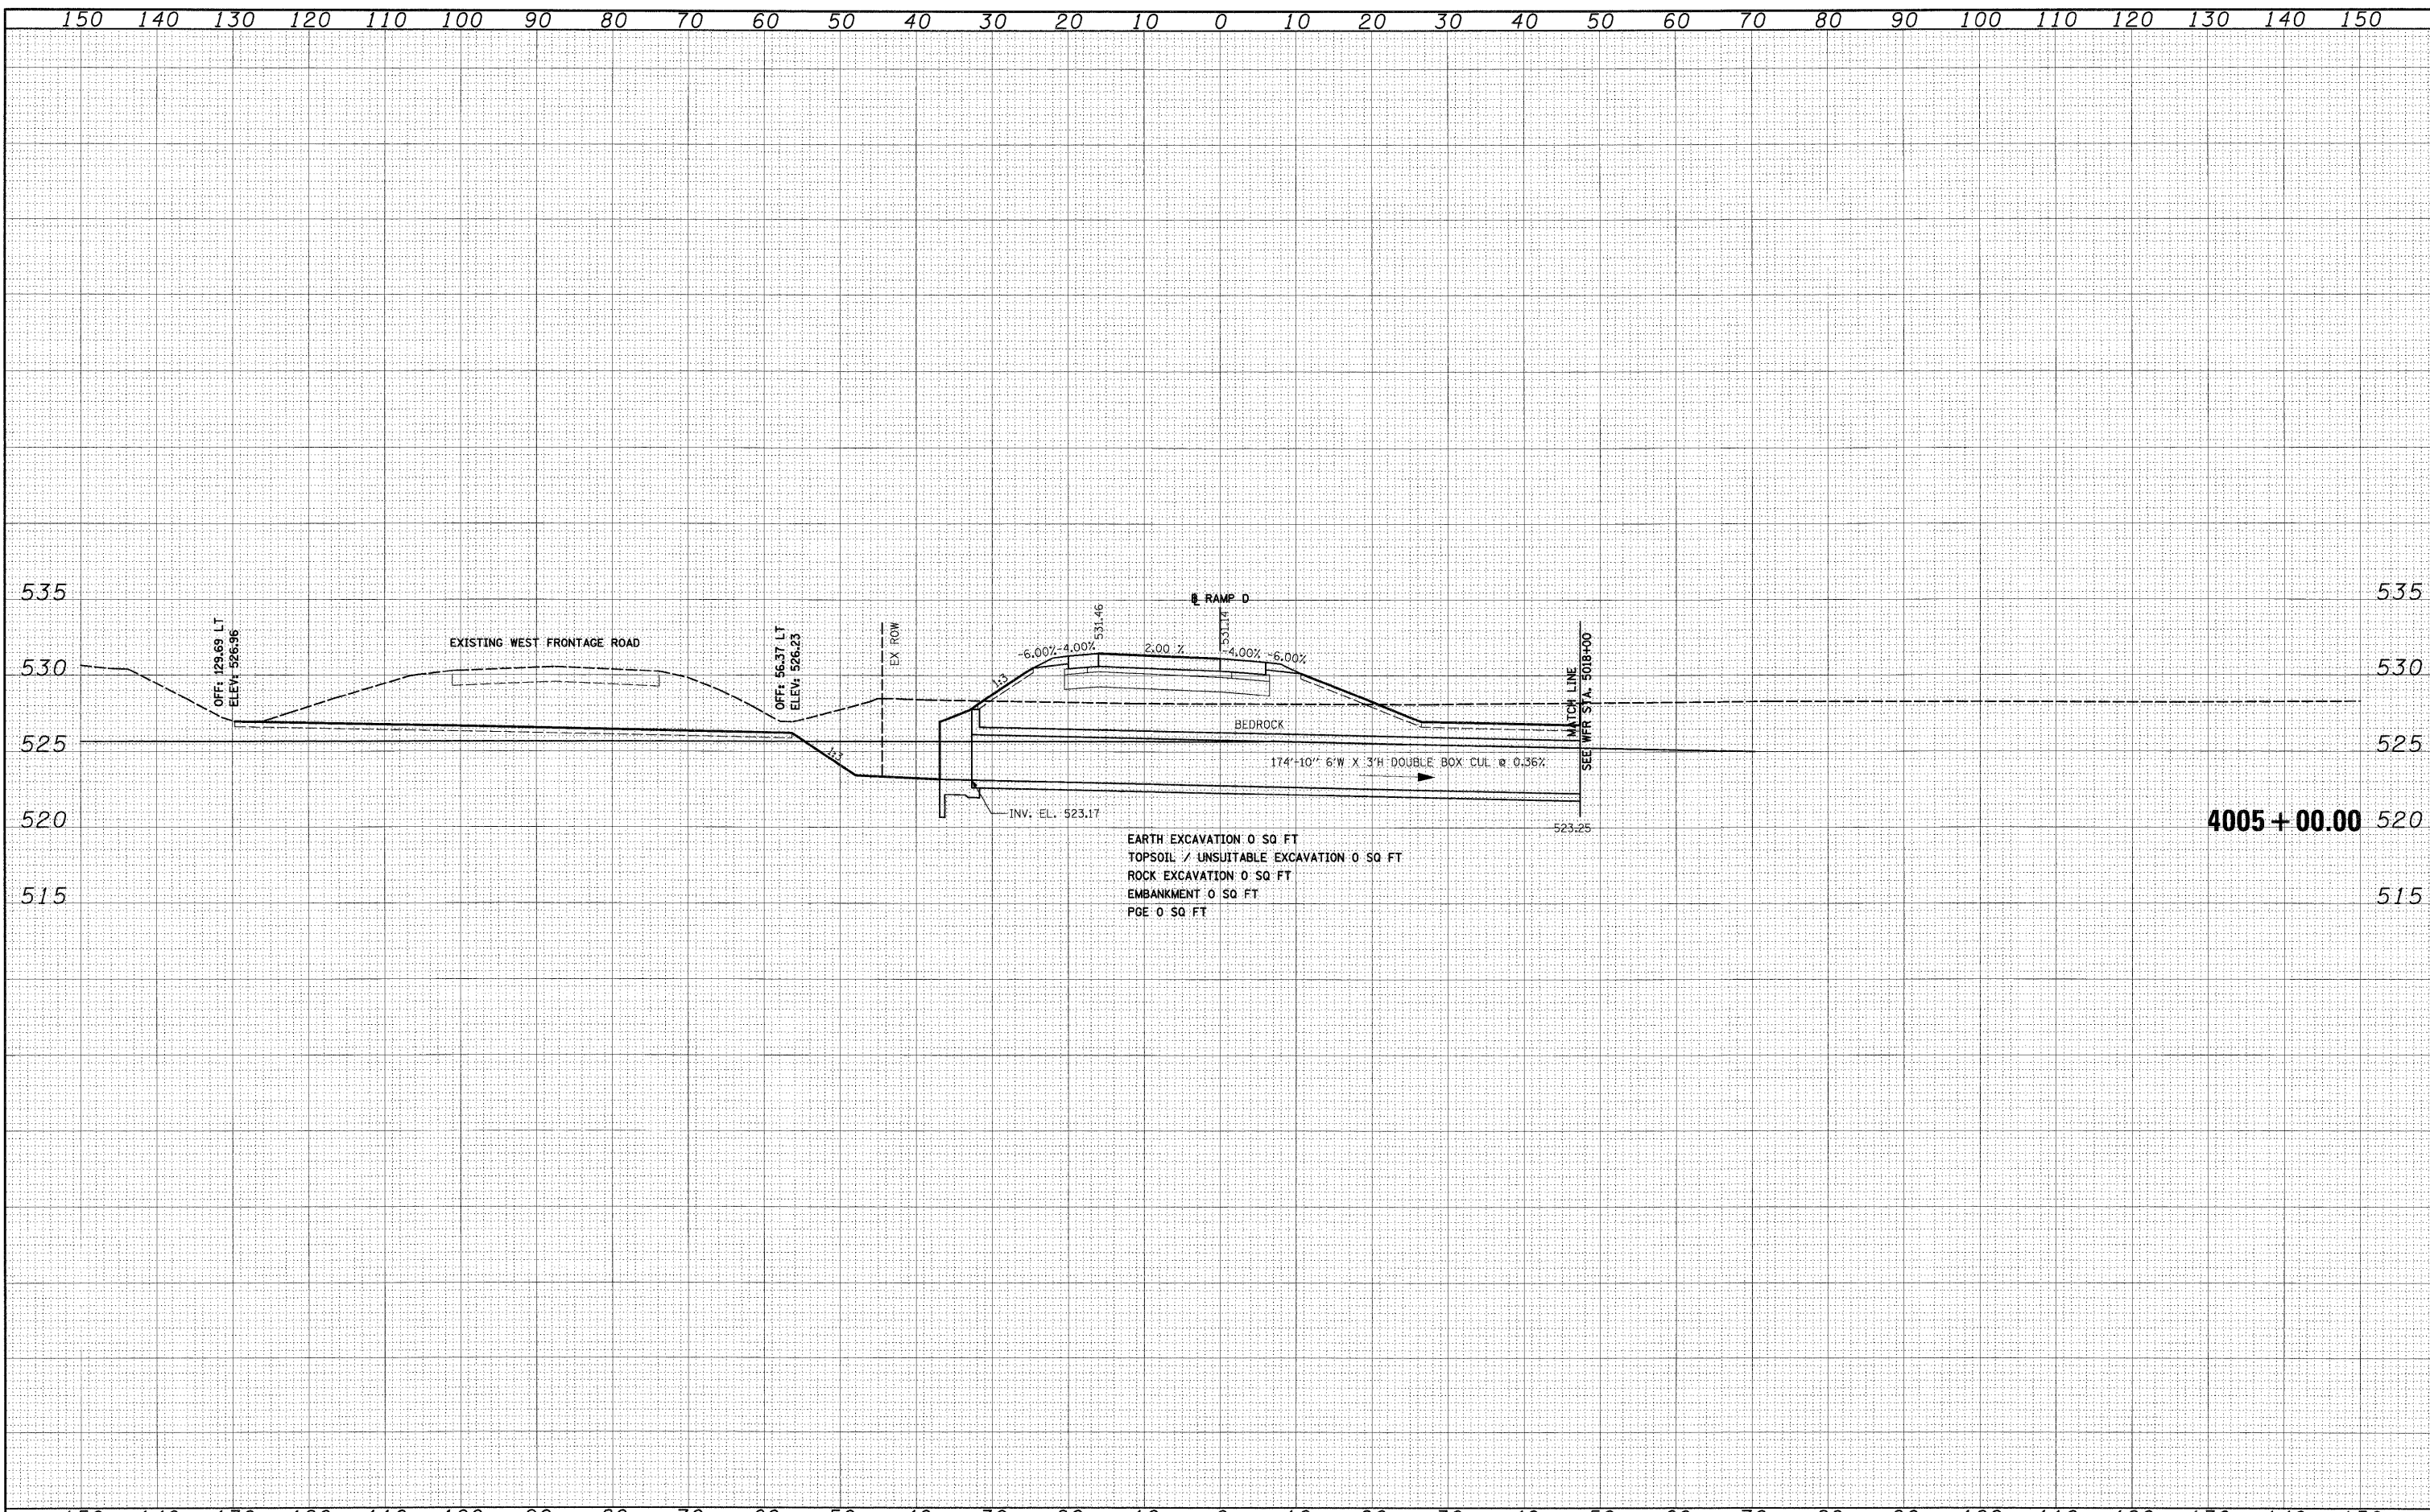 150 140 130 120 110 100 90 80 70 60 50 40 30 20 10 0 10 20 30 40 50 60 70 80 90 100 110 120 130 140 150
535 535
RAMP D
531.46
531.14
OFF: 129.69 LT
ELEV: 526.96
EXISTING WEST FRONTAGE ROAD
OFF: 56.37 LT
ELEV: 526.23
EX ROW
-6.00% -4.00% 2.00 % -4.00% -6.00%
MATCH LINE
SEE WFR STA. 5018+00
530 530
1:3
BEDROCK
525 525
1:3
174'-10" 6'W X 3'H DOUBLE BOX CUL @ 0.36%
INV. EL. 523.17
520 523.25 4005+00.00 520
EARTH EXCAVATION 0 SQ FT
TOPSOIL / UNSUITABLE EXCAVATION 0 SQ FT
ROCK EXCAVATION 0 SQ FT
EMBANKMENT 0 SQ FT
PGE 0 SQ FT
515 515